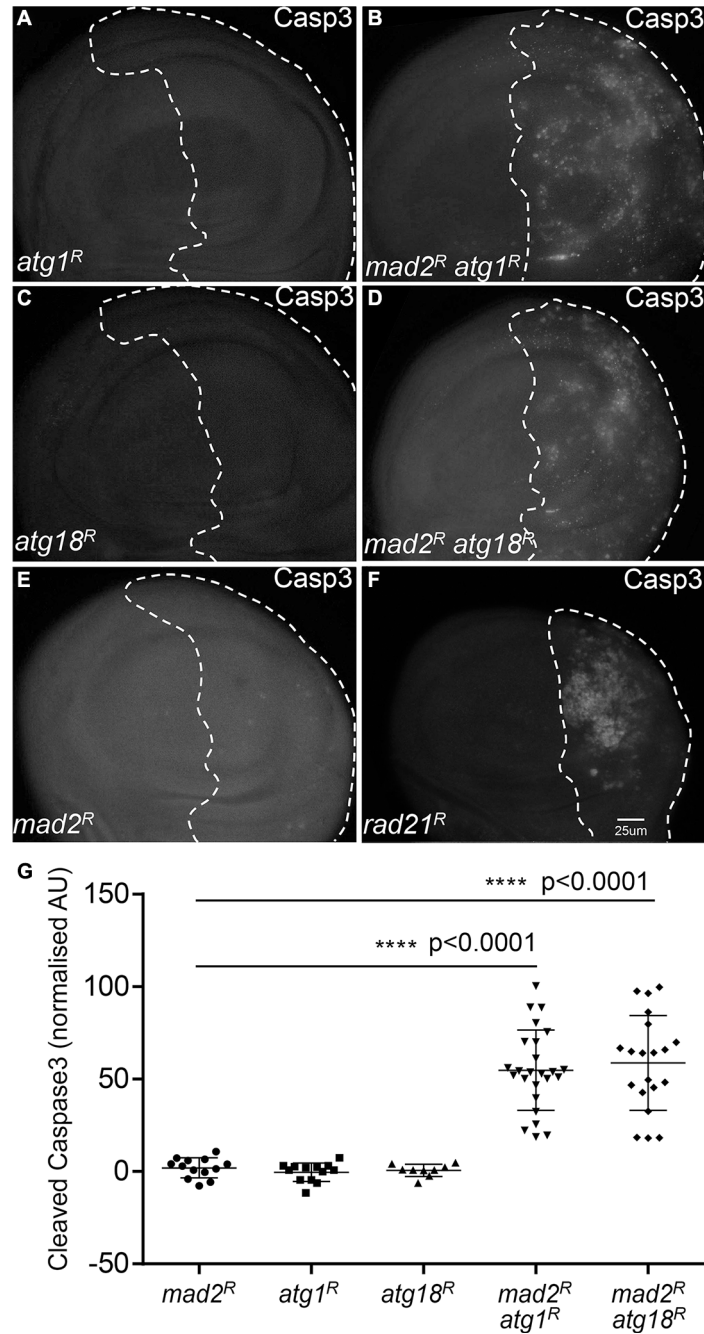 A Casp3
B Casp3
atg1ᴿ
mad2ᴿ atg1ᴿ
C Casp3
D Casp3
atg18ᴿ
mad2ᴿ atg18ᴿ
E Casp3
F Casp3
mad2ᴿ
rad21ᴿ
25um
G
Cleaved Caspase3 (normalised AU)
150
100
50
0
-50
**** p<0.0001
**** p<0.0001
mad2ᴿ
atg1ᴿ
atg18ᴿ
mad2ᴿ
atg1ᴿ
mad2ᴿ
atg18ᴿ